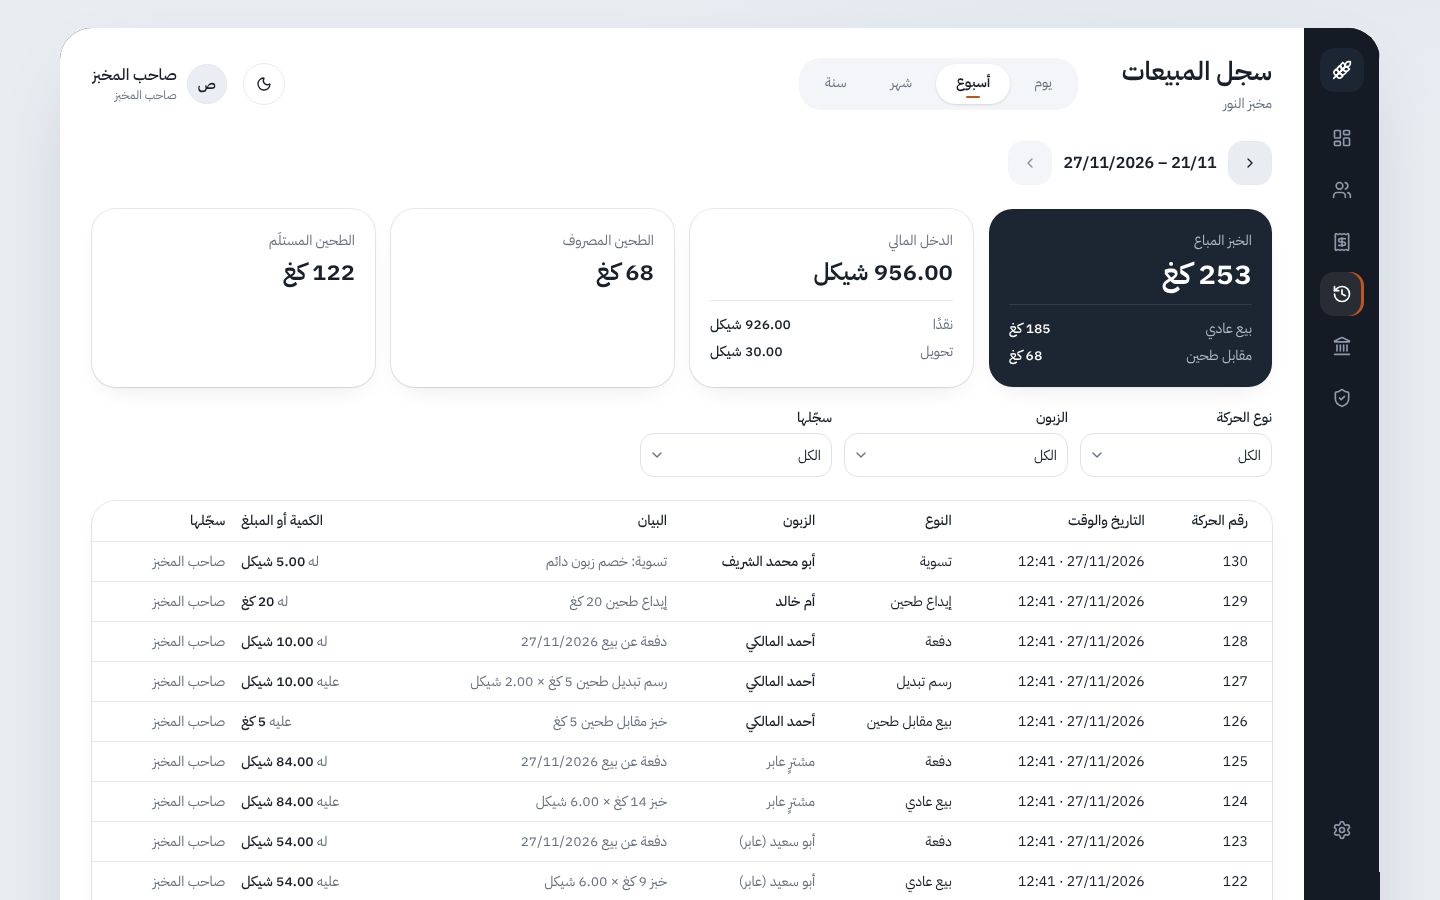 سجل المبيعات
مخبز النور
يوم
أسبوع
شهر
سنة
ص
صاحب المخبز
صاحب المخبز
21/11 – 27/11/2026
الخبز المباع
253 كغ
بيع عادي 185 كغ
مقابل طحين 68 كغ
الدخل المالي
956.00 شيكل
نقدًا 926.00 شيكل
تحويل 30.00 شيكل
الطحين المصروف
68 كغ
الطحين المستلَم
122 كغ
نوع الحركة
الكل
الزبون
الكل
سجّلها
الكل
رقم الحركة التاريخ والوقت النوع الزبون البيان الكمية أو المبلغ سجّلها
130 27/11/2026 · 12:41 تسوية أبو محمد الشريف تسوية: خصم زبون دائم له 5.00 شيكل صاحب المخبز
129 27/11/2026 · 12:41 إيداع طحين أم خالد إيداع طحين 20 كغ له 20 كغ صاحب المخبز
128 27/11/2026 · 12:41 دفعة أحمد المالكي دفعة عن بيع 27/11/2026 له 10.00 شيكل صاحب المخبز
127 27/11/2026 · 12:41 رسم تبديل أحمد المالكي رسم تبديل طحين 5 كغ × 2.00 شيكل عليه 10.00 شيكل صاحب المخبز
126 27/11/2026 · 12:41 بيع مقابل طحين أحمد المالكي خبز مقابل طحين 5 كغ عليه 5 كغ صاحب المخبز
125 27/11/2026 · 12:41 دفعة مشترٍ عابر دفعة عن بيع 27/11/2026 له 84.00 شيكل صاحب المخبز
124 27/11/2026 · 12:41 بيع عادي مشترٍ عابر خبز 14 كغ × 6.00 شيكل عليه 84.00 شيكل صاحب المخبز
123 27/11/2026 · 12:41 دفعة أبو سعيد (عابر) دفعة عن بيع 27/11/2026 له 54.00 شيكل صاحب المخبز
122 27/11/2026 · 12:41 بيع عادي أبو سعيد (عابر) خبز 9 كغ × 6.00 شيكل عليه 54.00 شيكل صاحب المخبز